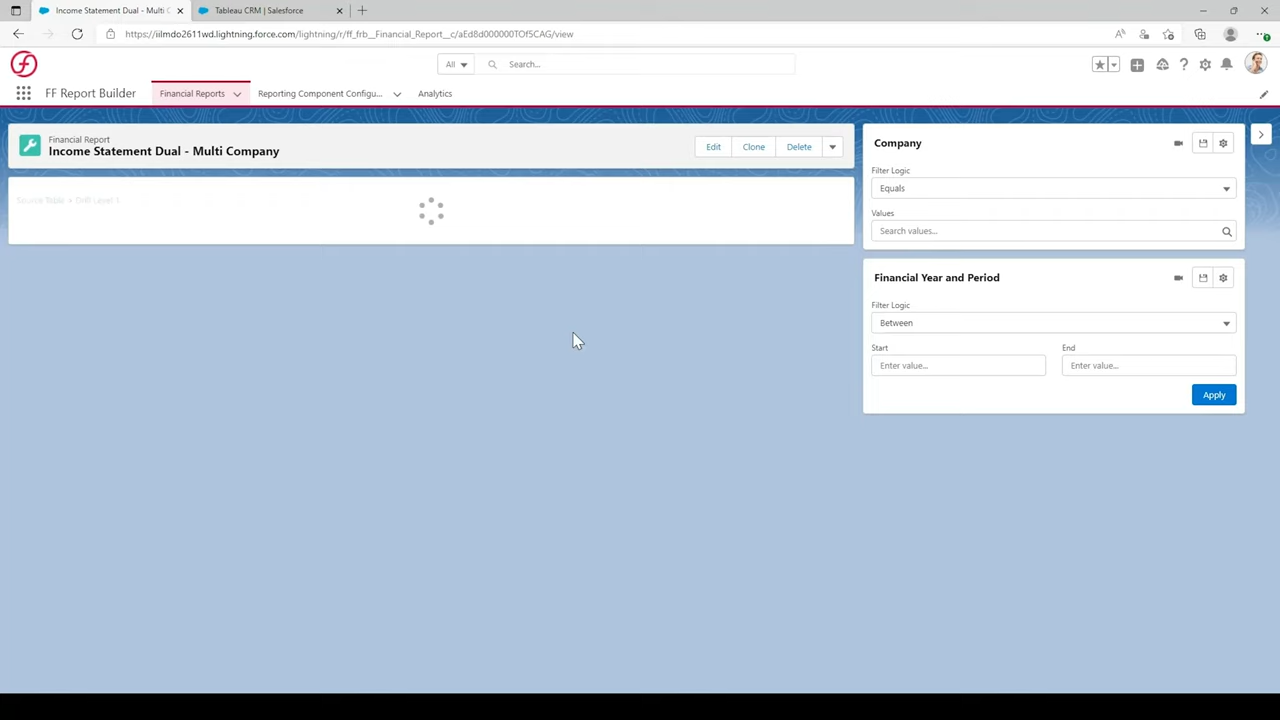 Income Statement Dual - Multi C
Tableau CRM | Salesforce
https://iilmdo2611wd.lightning.force.com/lightning/r/ff_frb__Financial_Report__c/aEd8d000000TOf5CAG/view
All
Search...
FF Report Builder
Financial Reports
Reporting Component Configu...
Analytics
Financial Report
Income Statement Dual - Multi Company
Edit
Clone
Delete
Source Totals > Drill Layer 1
Company
Filter Logic
Equals
Values
Search values...
Financial Year and Period
Filter Logic
Between
Start
End
Enter value...
Enter value...
Apply